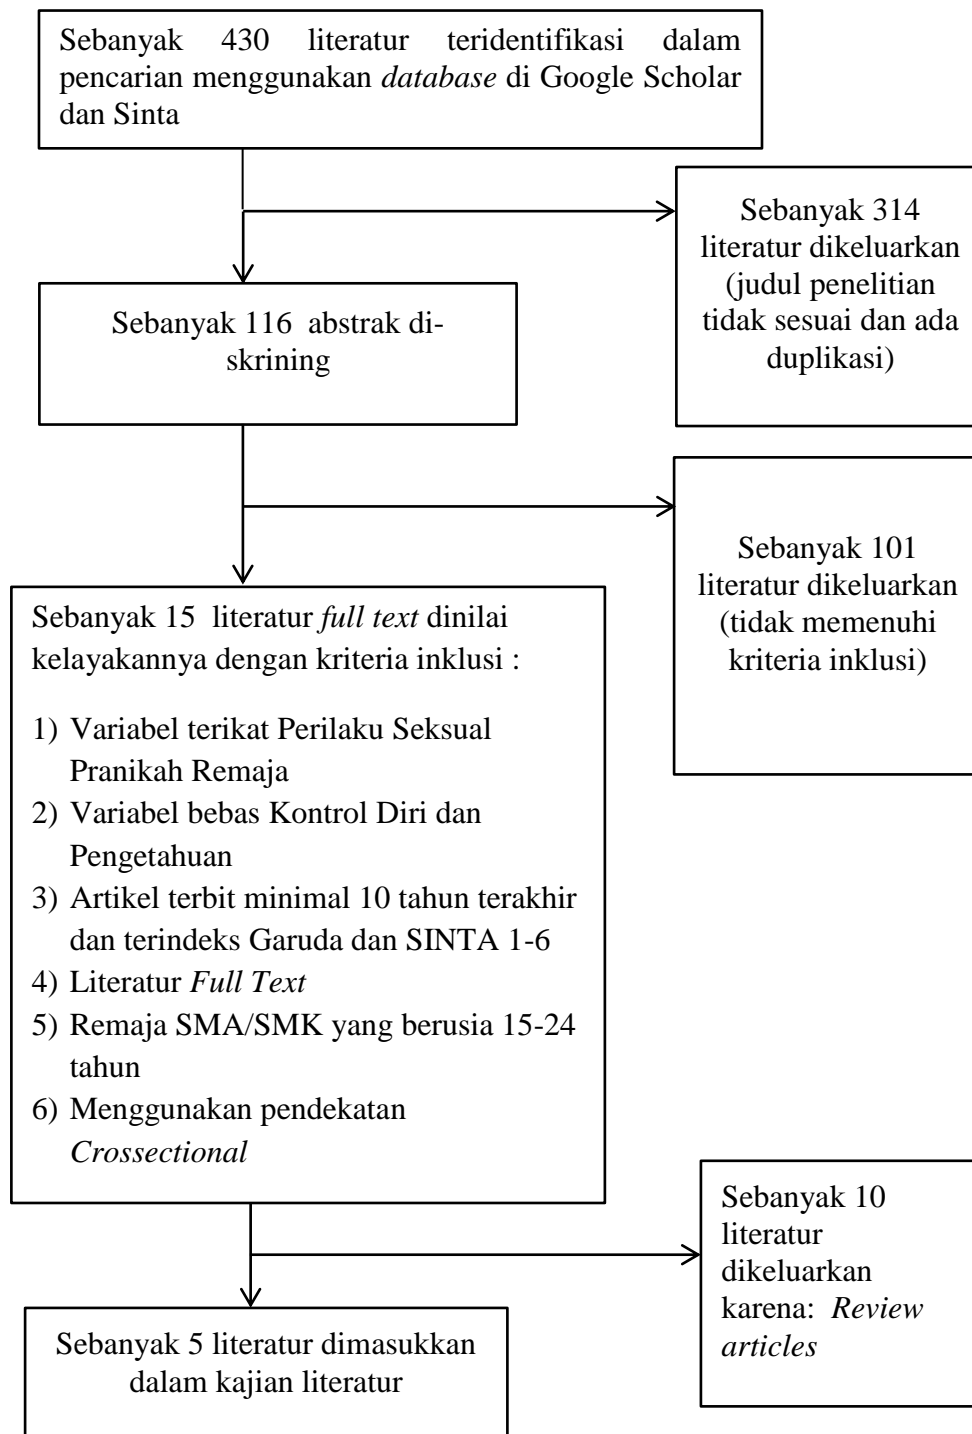 Sebanyak 430 literatur teridentifikasi dalam
pencarian menggunakan database di Google Scholar
dan Sinta
Sebanyak 314
literatur dikeluarkan
(judul penelitian
tidak sesuai dan ada
duplikasi)
Sebanyak 116 abstrak di-
skrining
Sebanyak 101
literatur dikeluarkan
(tidak memenuhi
kriteria inklusi)
Sebanyak 15 literatur full text dinilai
kelayakannya dengan kriteria inklusi :
1) Variabel terikat Perilaku Seksual
Pranikah Remaja
2) Variabel bebas Kontrol Diri dan
Pengetahuan
3) Artikel terbit minimal 10 tahun terakhir
dan terindeks Garuda dan SINTA 1-6
4) Literatur Full Text
5) Remaja SMA/SMK yang berusia 15-24
tahun
6) Menggunakan pendekatan
Crossectional
Sebanyak 10
literatur
dikeluarkan
karena: Review
articles
Sebanyak 5 literatur dimasukkan
dalam kajian literatur